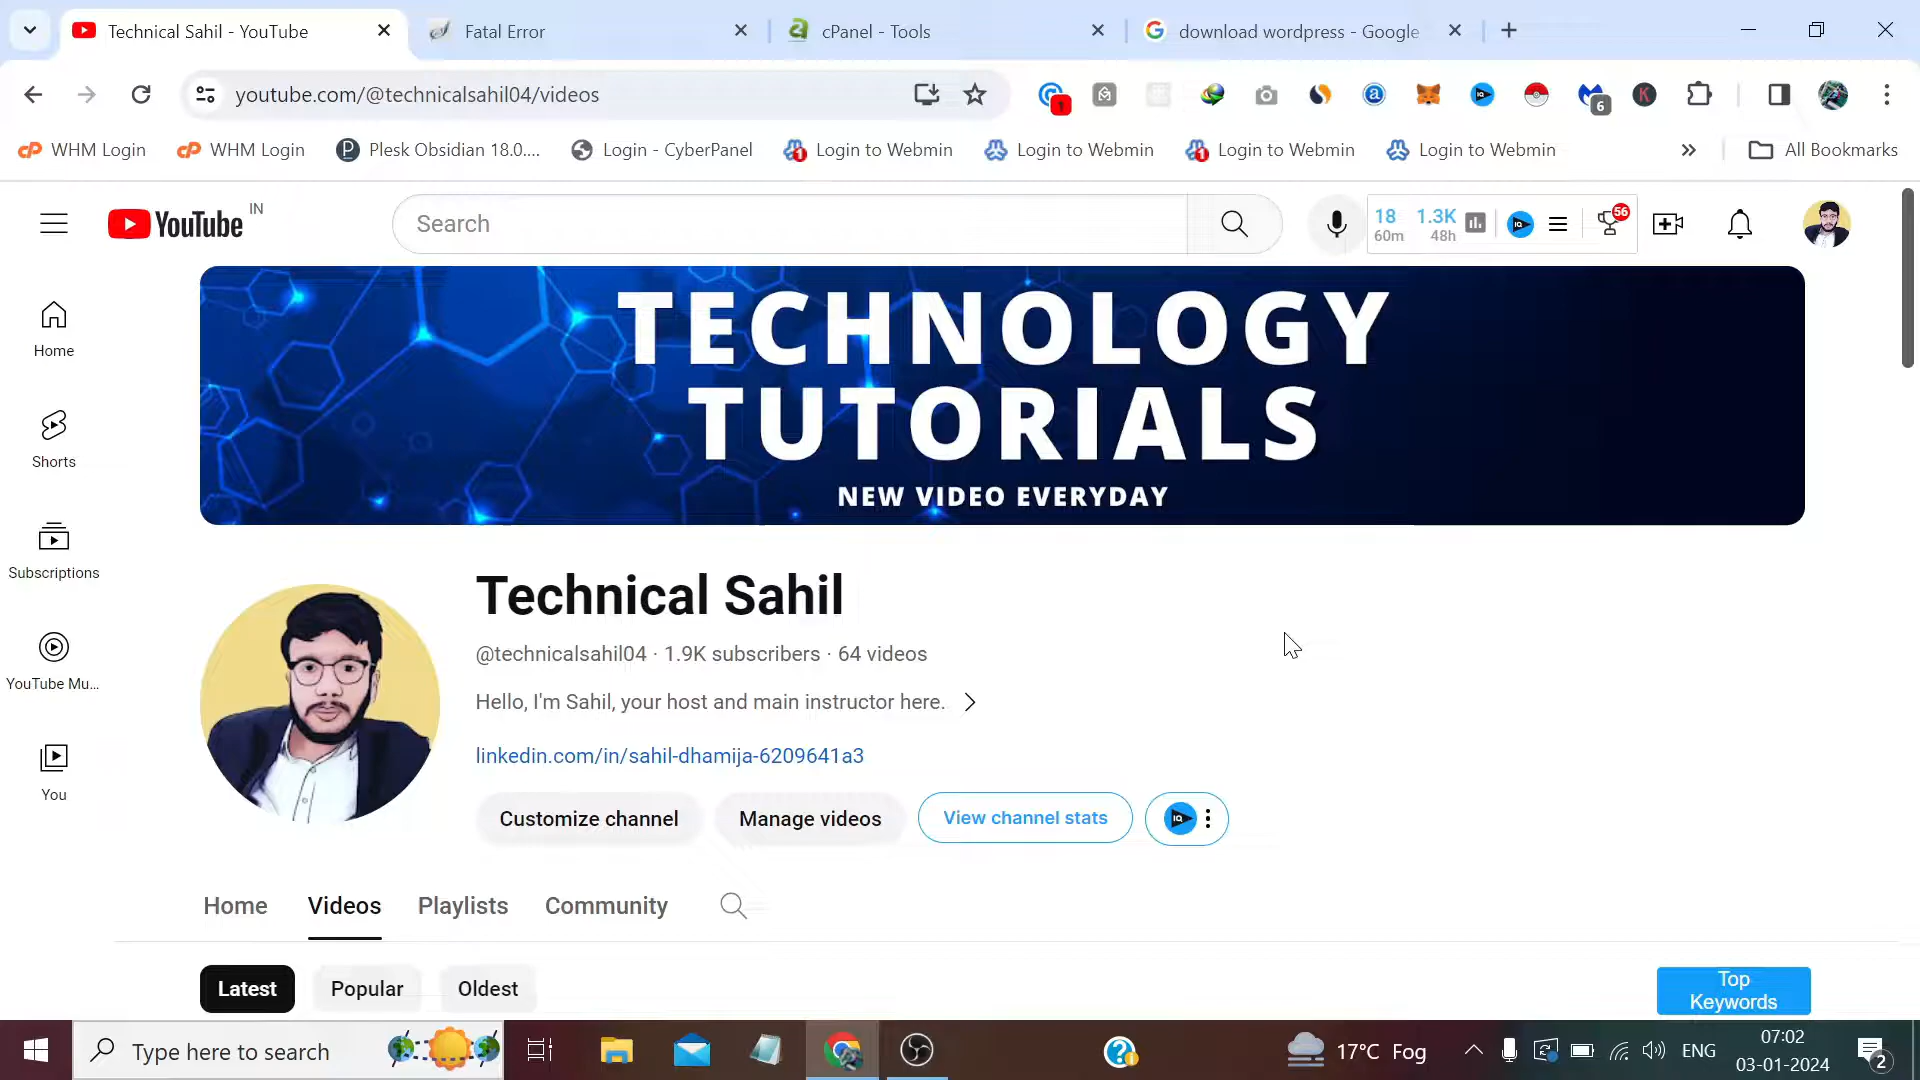 Technical Sahil - YouTube
Fatal Error
cPanel - Tools
download wordpress - Google
youtube.com/@technicalsahil04/videos
1
6
WHM Login
WHM Login
Plesk Obsidian 18.0....
Login - CyberPanel
Login to Webmin
Login to Webmin
Login to Webmin
Login to Webmin
All Bookmarks
YouTube IN
Search
18 60m
1.3K 48h
56
Home
Shorts
Subscriptions
YouTube Mu...
You
TECHNOLOGY
TUTORIALS
NEW VIDEO EVERYDAY
Technical Sahil
@technicalsahil04 · 1.9K subscribers · 64 videos
Hello, I'm Sahil, your host and main instructor here.
linkedin.com/in/sahil-dhamija-6209641a3
Customize channel
Manage videos
View channel stats
IQ
Home
Videos
Playlists
Community
Latest
Popular
Oldest
Top
Keywords
Type here to search
17°C Fog
ENG
07:02
03-01-2024
2